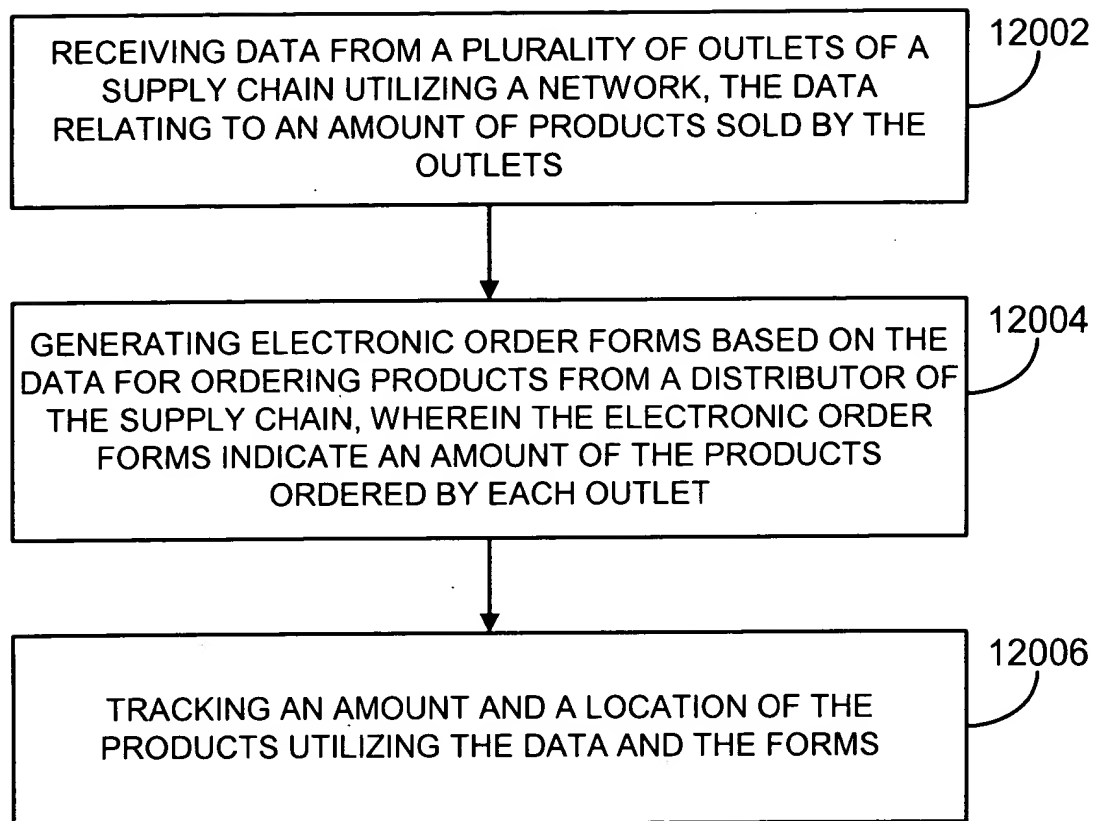 RECEIVING DATA FROM A PLURALITY OF OUTLETS OF A
SUPPLY CHAIN UTILIZING A NETWORK, THE DATA
RELATING TO AN AMOUNT OF PRODUCTS SOLD BY THE
OUTLETS
12002
GENERATING ELECTRONIC ORDER FORMS BASED ON THE
DATA FOR ORDERING PRODUCTS FROM A DISTRIBUTOR OF
THE SUPPLY CHAIN, WHEREIN THE ELECTRONIC ORDER
FORMS INDICATE AN AMOUNT OF THE PRODUCTS
ORDERED BY EACH OUTLET
12004
TRACKING AN AMOUNT AND A LOCATION OF THE
PRODUCTS UTILIZING THE DATA AND THE FORMS
12006